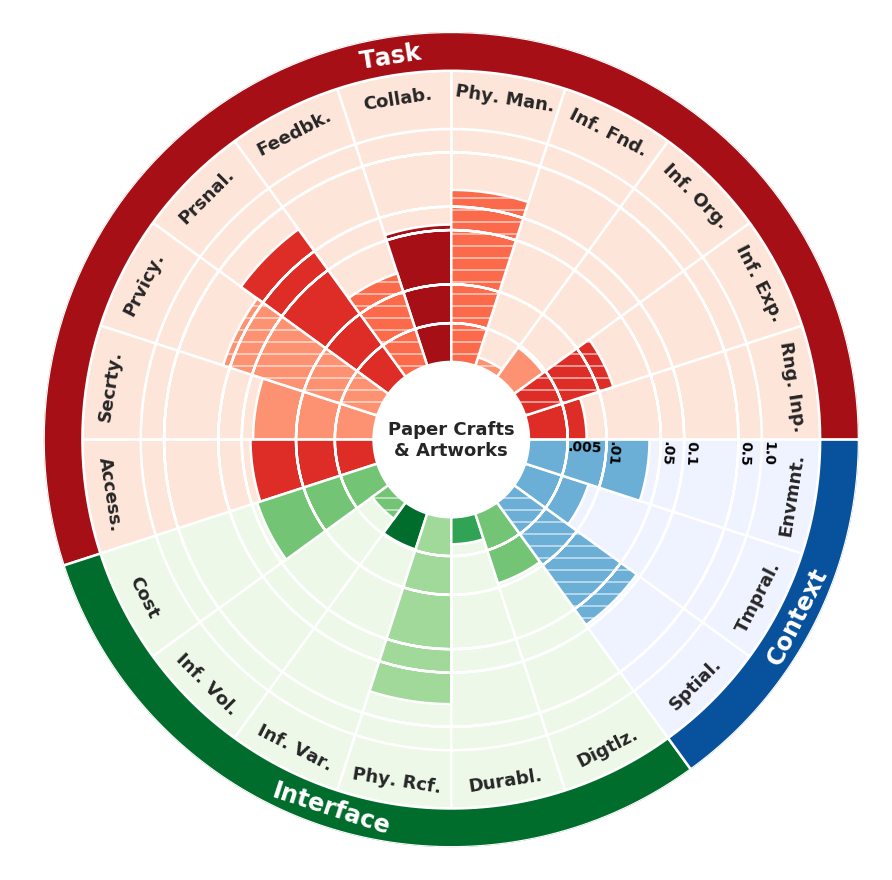 Task
Collab.
Phy. Man.
Feedbk.
Inf. Fnd.
Prsnal.
Inf. Org.
Prvicy.
Inf. Exp.
Secrty.
Rng. Inp.
Paper Crafts
& Artworks
.005
.01
.05
0.1
0.5
1.0
Access.
Envmnt.
Cost
Tmpral.
Context
Inf. Vol.
Sptial.
Inf. Var.
Digtlz.
Phy. Rcf.
Durabl.
Interface